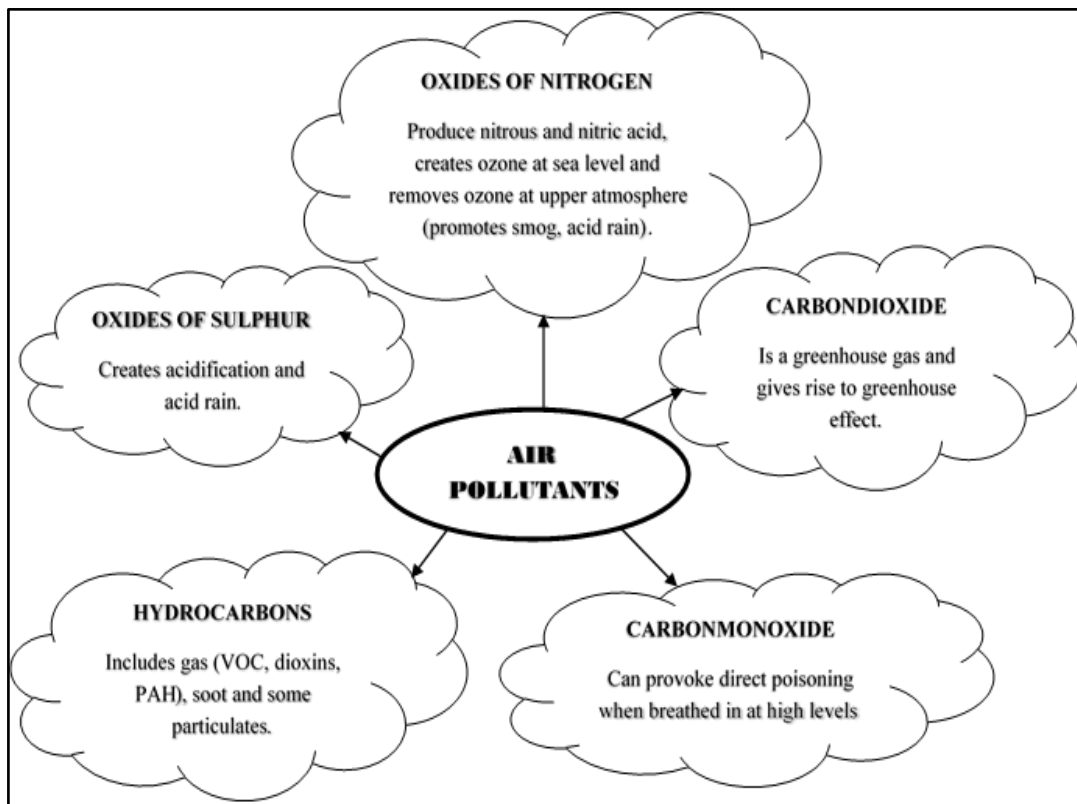 OXIDES OF NITROGEN
Produce nitrous and nitric acid,
creates ozone at sea level and
removes ozone at upper atmosphere
(promotes smog, acid rain).
OXIDES OF SULPHUR
Creates acidification and
acid rain.
CARBONDIOXIDE
Is a greenhouse gas and
gives rise to greenhouse
effect.
AIR
POLLUTANTS
HYDROCARBONS
Includes gas (VOC, dioxins,
PAH), soot and some
particulates.
CARBONMONOXIDE
Can provoke direct poisoning
when breathed in at high levels